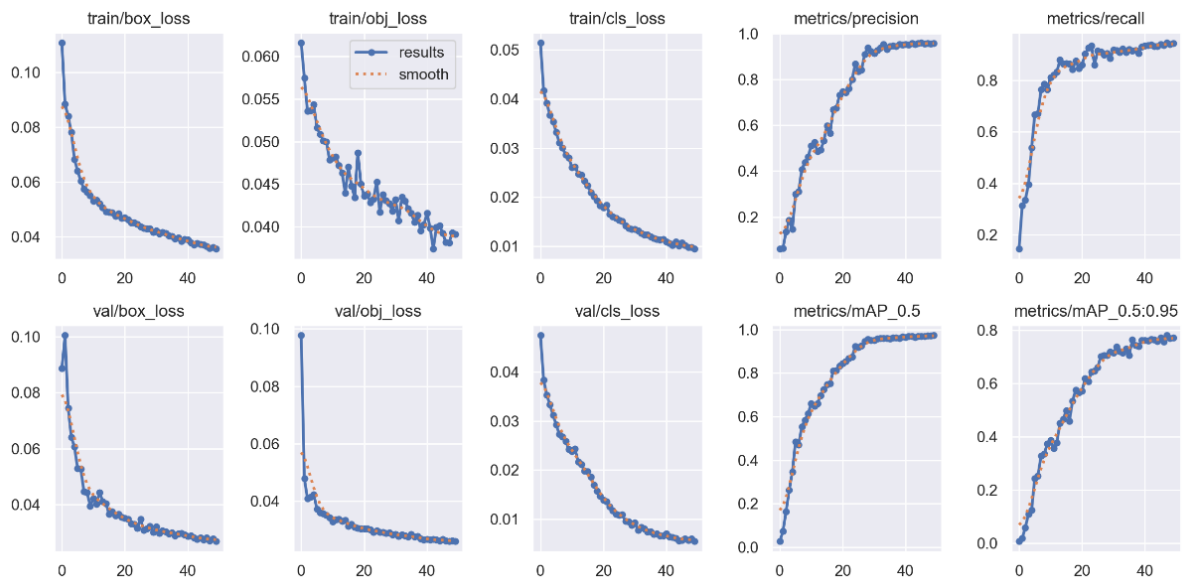 train/box_loss
0.10
0.08
0.06
0.04
0 20 40
train/obj_loss
results
smooth
0.060
0.055
0.050
0.045
0.040
0 20 40
train/cls_loss
0.05
0.04
0.03
0.02
0.01
0 20 40
metrics/precision
1.0
0.8
0.6
0.4
0.2
0 20 40
metrics/recall
0.8
0.6
0.4
0.2
0 20 40
val/box_loss
0.10
0.08
0.06
0.04
0 20 40
val/obj_loss
0.10
0.08
0.06
0.04
0 20 40
val/cls_loss
0.04
0.03
0.02
0.01
0 20 40
metrics/mAP_0.5
1.0
0.8
0.6
0.4
0.2
0.0
0 20 40
metrics/mAP_0.5:0.95
0.8
0.6
0.4
0.2
0.0
0 20 40